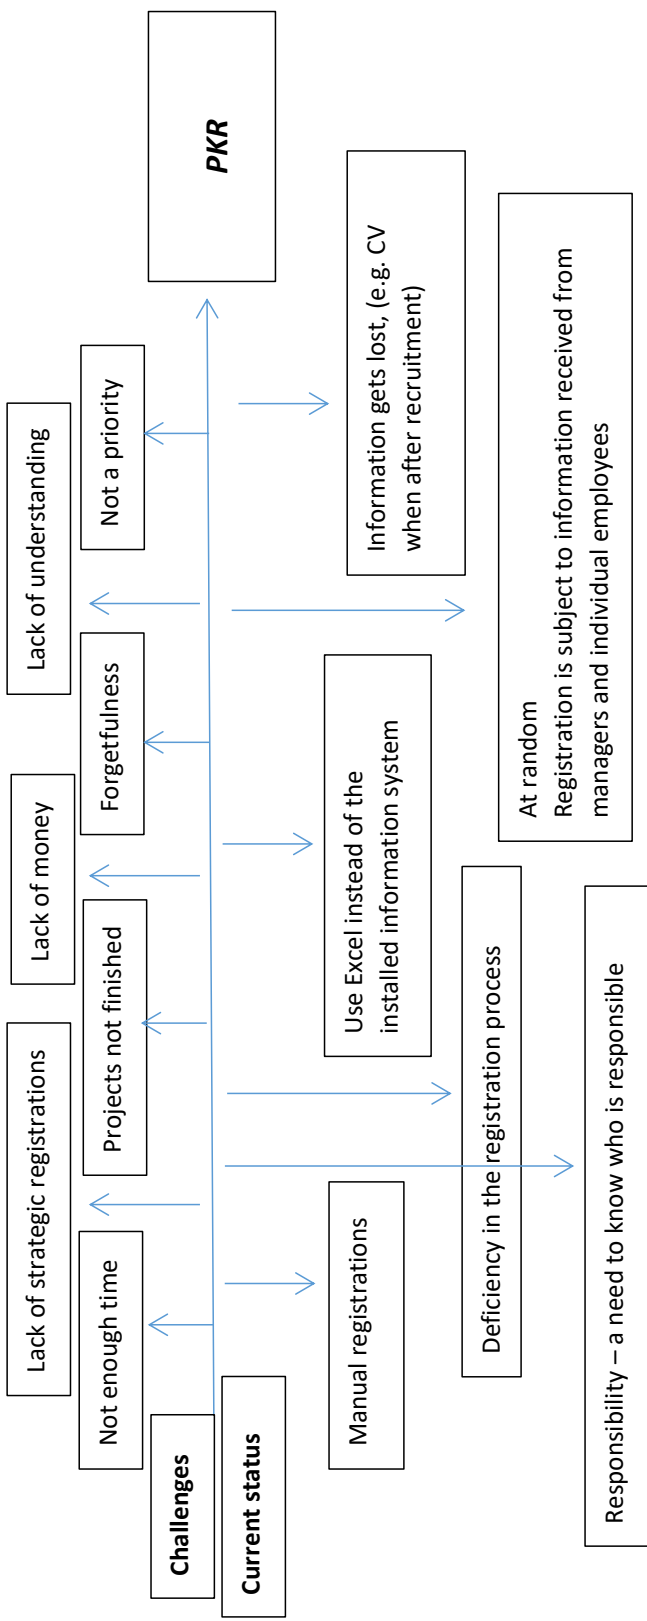 Lack of strategic registrations
Lack of money
Lack of understanding
Not enough time
Projects not finished
Forgetfulness
Not a priority
Challenges
PKR
Current status
Manual registrations
Use Excel instead of the
installed information system
Information gets lost, (e.g. CV
when after recruitment)
Deficiency in the registration process
At random
Registration is subject to information received from
managers and individual employees
Responsibility – a need to know who is responsible